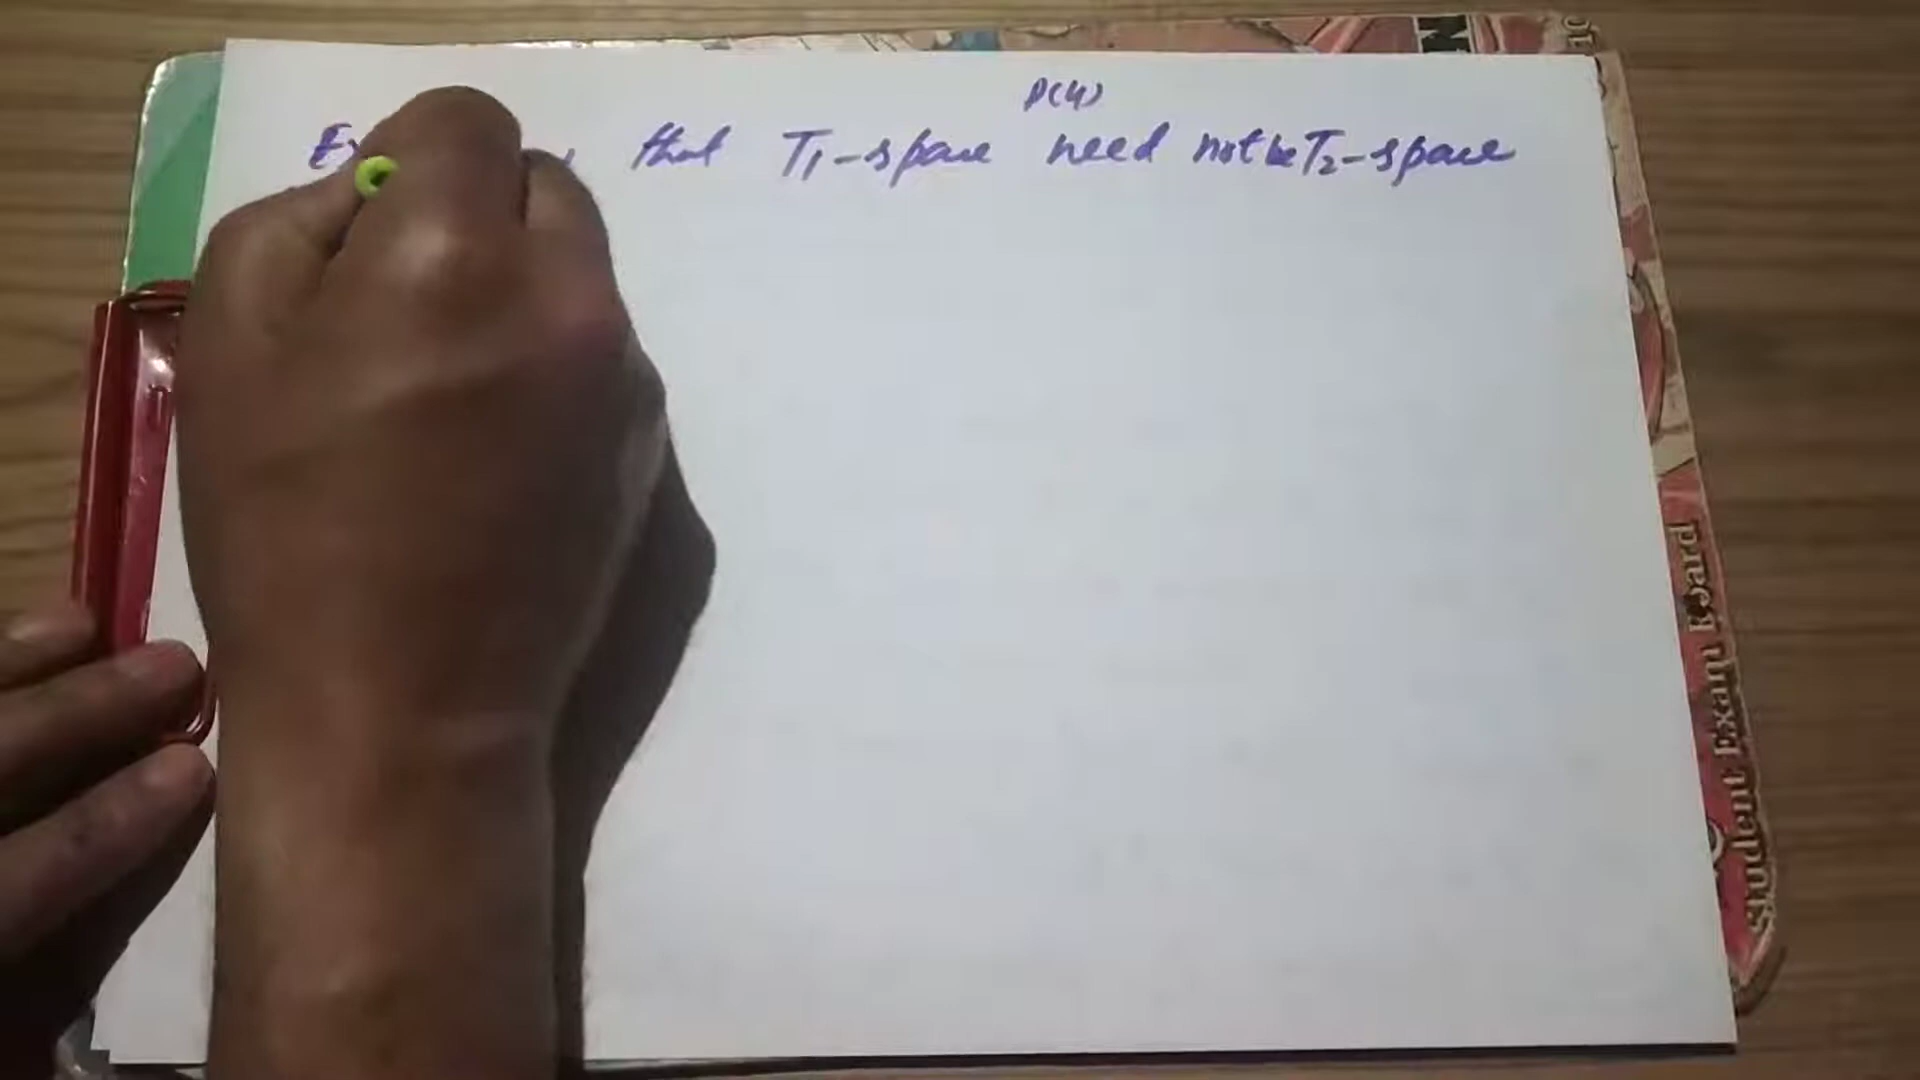 P(4)
that T₁-space need not be T₂-space
Student Exam Board